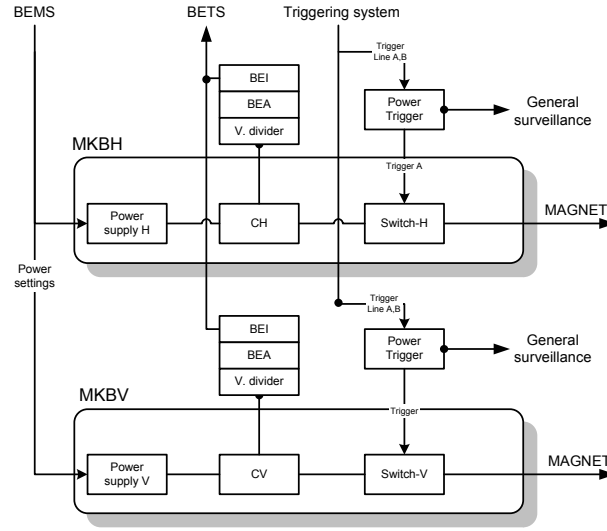 BEMS
BETS
Triggering system
Trigger
Line A,B
BEI
BEA
V. divider
Power
Trigger
General
surveillance
MKBH
Trigger A
MAGNET
Power
supply H
CH
Switch-H
Power
settings
Trigger
Line A,B
BEI
BEA
V. divider
Power
Trigger
General
surveillance
MKBV
Trigger
MAGNET
Power
supply V
CV
Switch-V